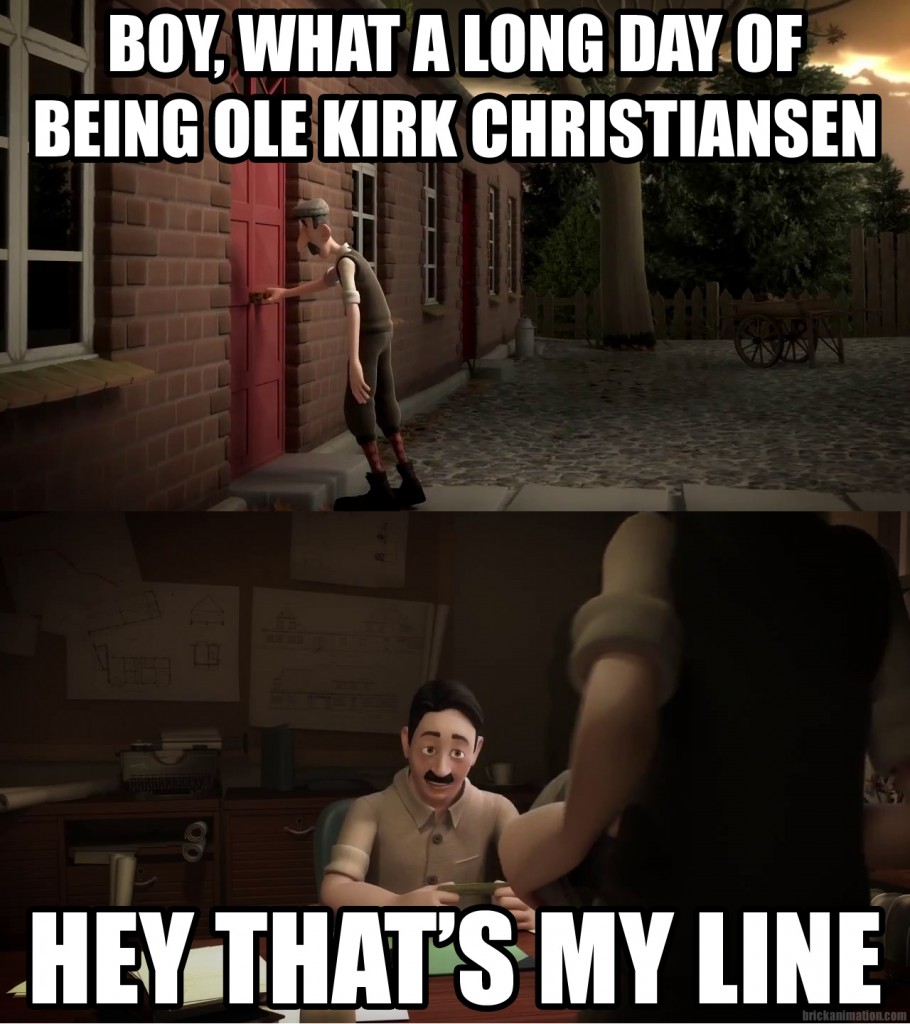 BOY, WHAT A LONG DAY OF
BEING OLE KIRK CHRISTIANSEN
HEY THAT'S MY LINE
brickanimation.com